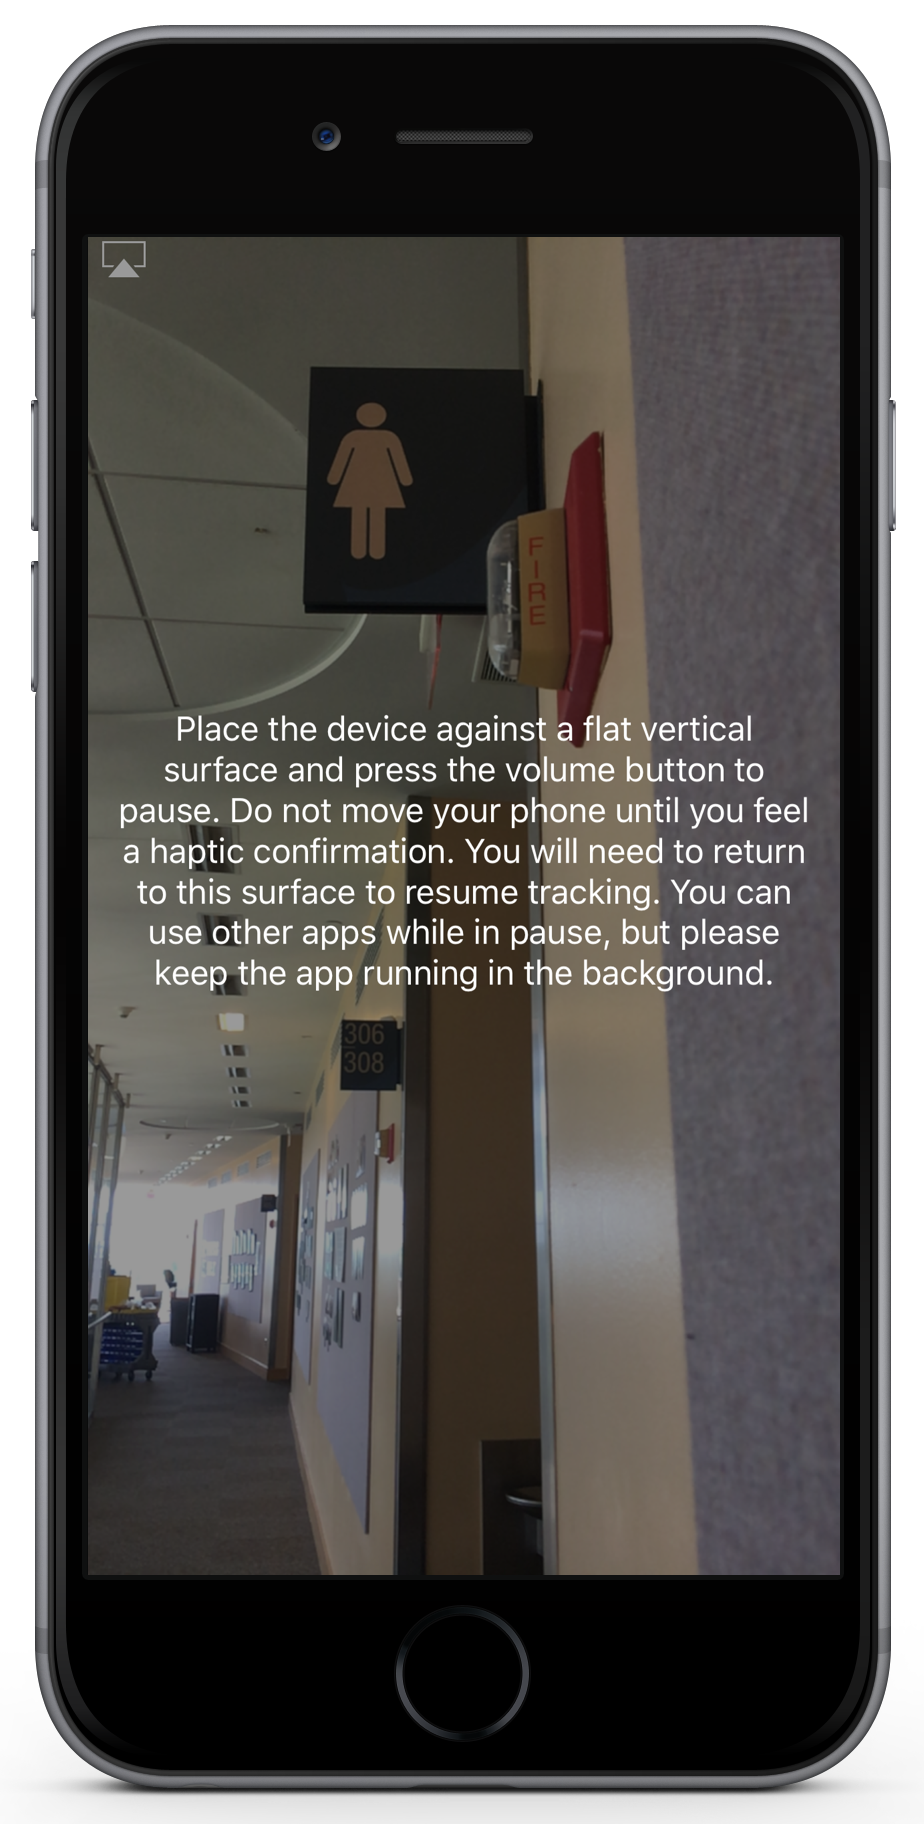 FIRE
Place the device against a flat vertical
surface and press the volume button to
pause. Do not move your phone until you feel
a haptic confirmation. You will need to return
to this surface to resume tracking. You can
use other apps while in pause, but please
keep the app running in the background.
306
308